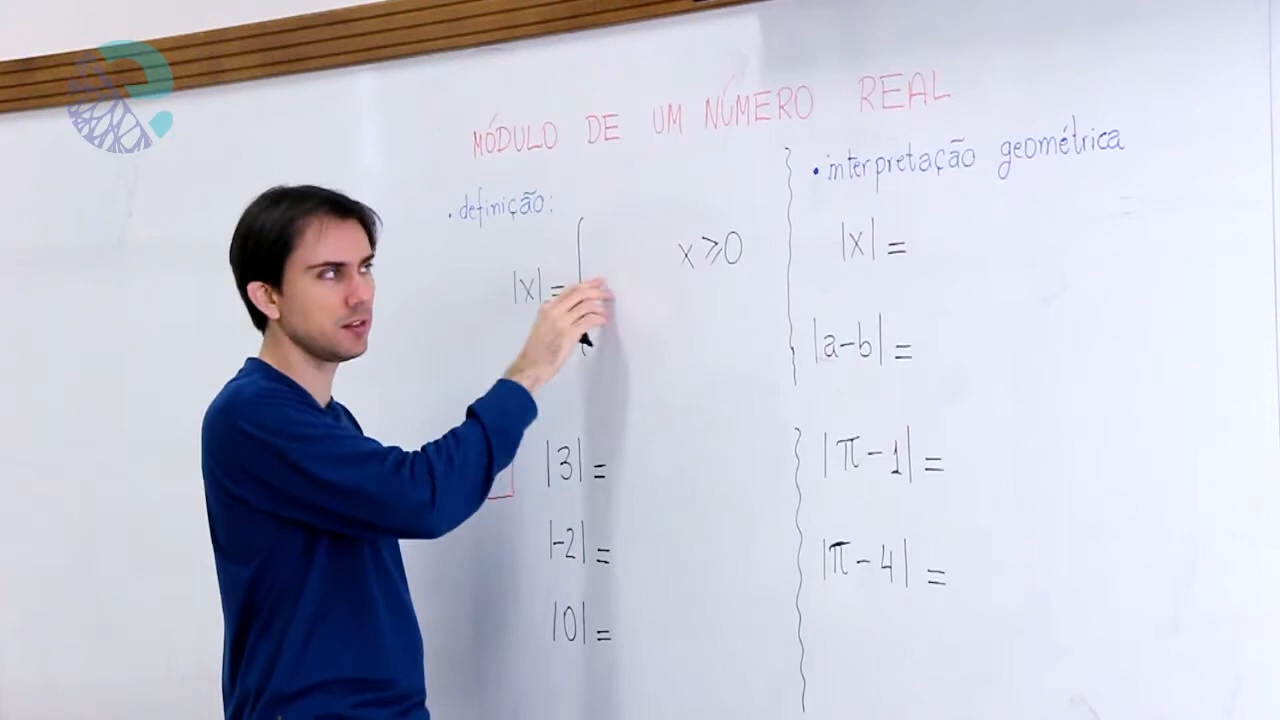 MÓDULO DE UM NÚMERO REAL
• definição:
|x| =
x ⩾ 0
|3| =
|-2| =
|0| =
• interpretação geométrica
|x| =
|a-b| =
|π-1| =
|π-4| =